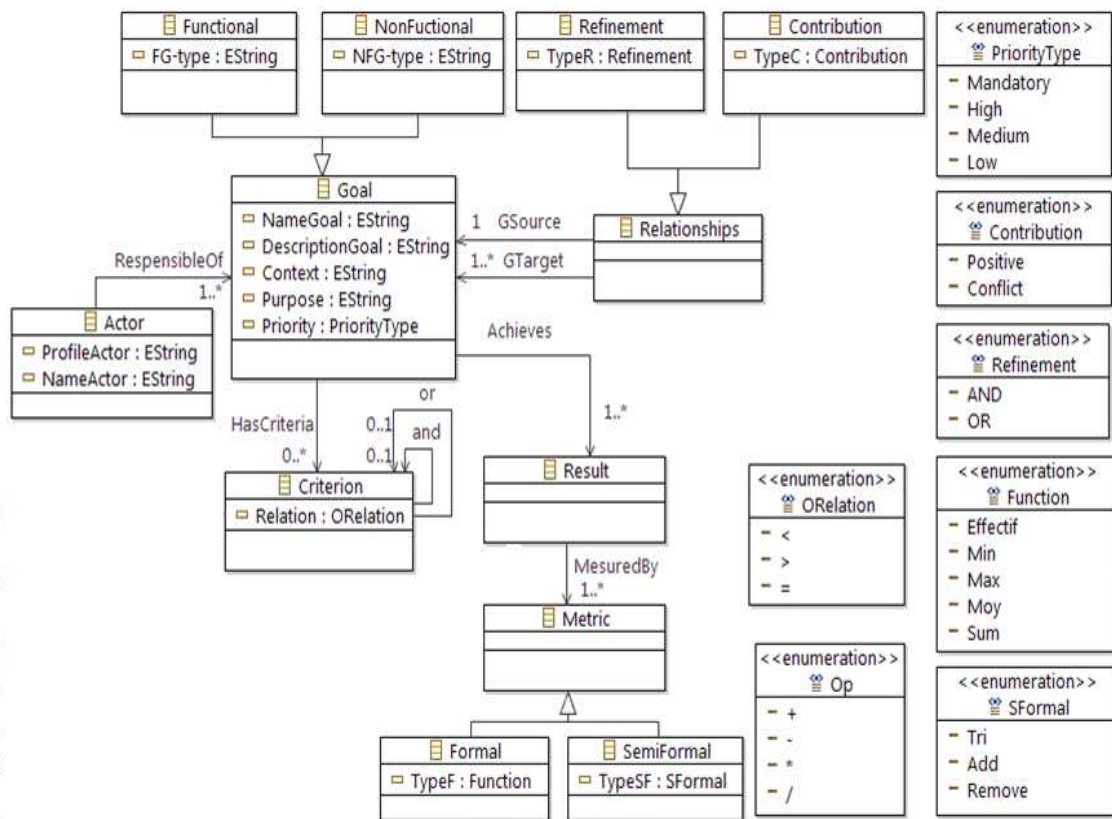 Functional
FG-type : EString
NonFuctional
NFG-type : EString
Refinement
TypeR : Refinement
Contribution
TypeC : Contribution
<<enumeration>>
PriorityType
Mandatory
High
Medium
Low
Goal
NameGoal : EString
DescriptionGoal : EString
Context : EString
Purpose : EString
Priority : PriorityType
1 GSource
1..* GTarget
Relationships
<<enumeration>>
Contribution
Positive
Conflict
RespensibleOf
1..*
Actor
ProfileActor : EString
NameActor : EString
Achieves
1..*
<<enumeration>>
Refinement
AND
OR
HasCriteria
0..*
or
0..1
and
0..1
Criterion
Relation : ORelation
Result
<<enumeration>>
ORelation
<
>
=
<<enumeration>>
Function
Effectif
Min
Max
Moy
Sum
MesuredBy
1..*
Metric
<<enumeration>>
Op
+
-
*
/
<<enumeration>>
SFormal
Tri
Add
Remove
Formal
TypeF : Function
SemiFormal
TypeSF : SFormal